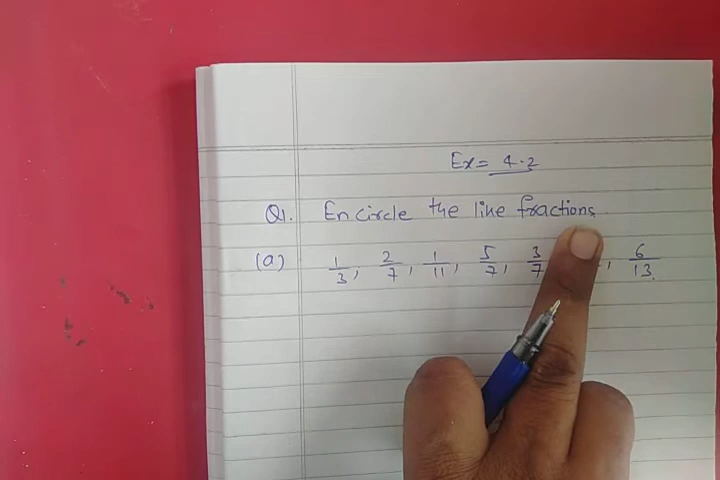 Ex = 4.2
Q1. Encircle the like fractions.
(a) 1/3, 2/7, 1/11, 5/7, 3/7 , 6/13.